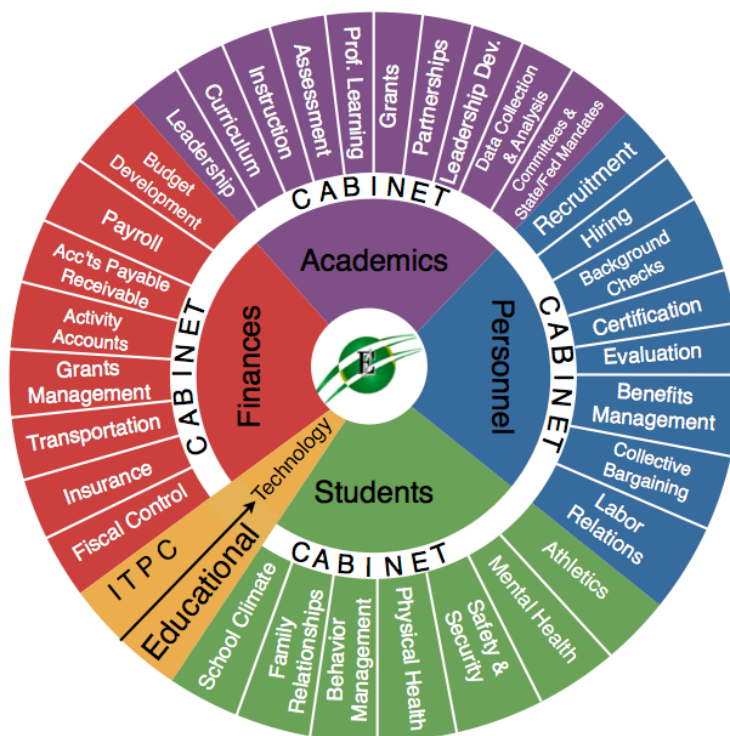 Leadership
Curriculum
Instruction
Assessment
Prof. Learning
Grants
Partnerships
Leadership Dev.
Data Collection
& Analysis
Committees &
State/Fed Mandates
Recruitment
Hiring
Background
Checks
Certification
Evaluation
Benefits
Management
Collective
Bargaining
Labor
Relations
Athletics
Mental Health
Safety &
Security
Physical Health
Behavior
Management
Family
Relationships
School Climate
Educational
Technology
ITPC
Fiscal Control
Insurance
Transportation
Grants
Management
Activity
Accounts
Acc'ts Payable
Receivable
Payroll
Budget
Development
CABINET
CABINET
CABINET
CABINET
Academics
Personnel
Students
Finances
E